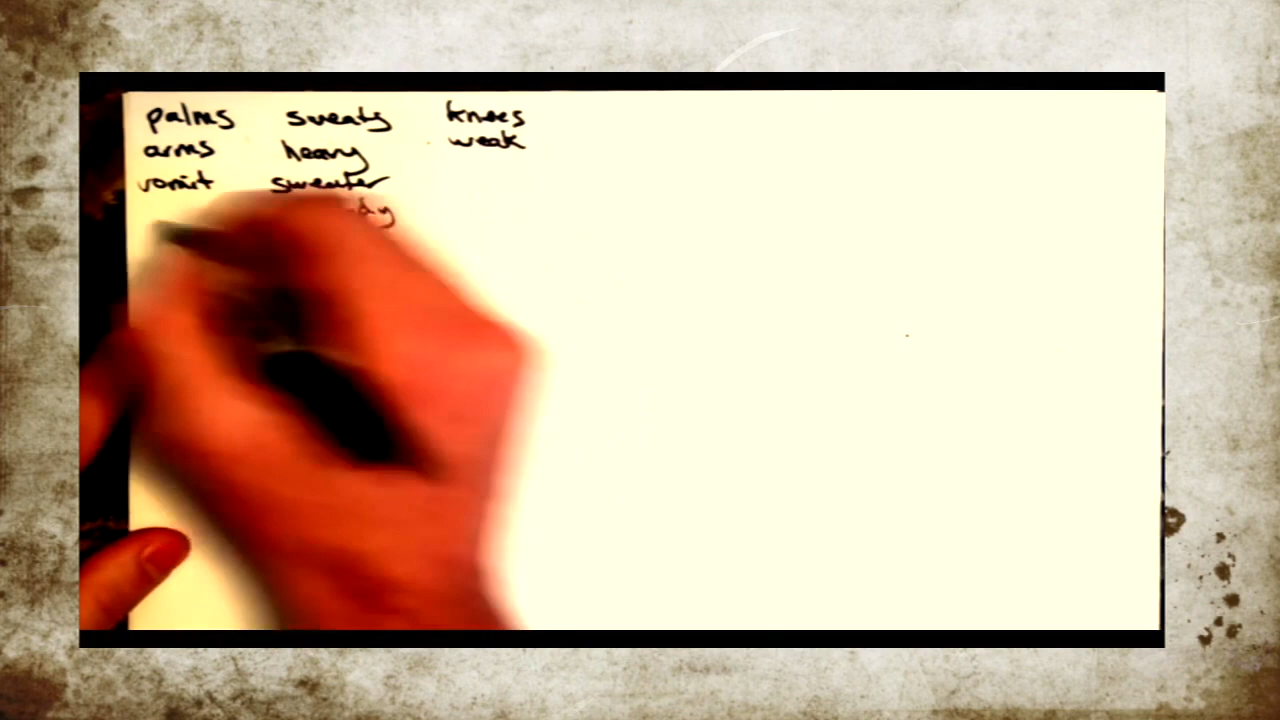 palms sweaty knees
weak
arms heavy
vomit sweater